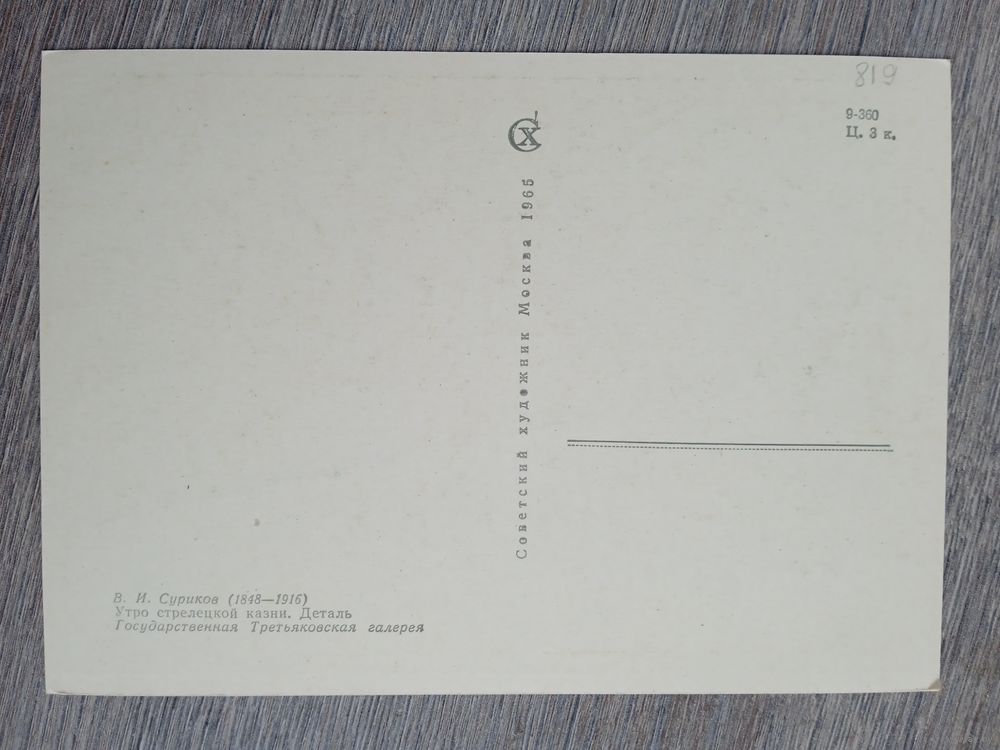 819
9-360
Ц. 3 к.
СХ
Советский художник Москва 1965
В. И. Суриков (1848—1916)
Утро стрелецкой казни. Деталь
Государственная Третьяковская галерея